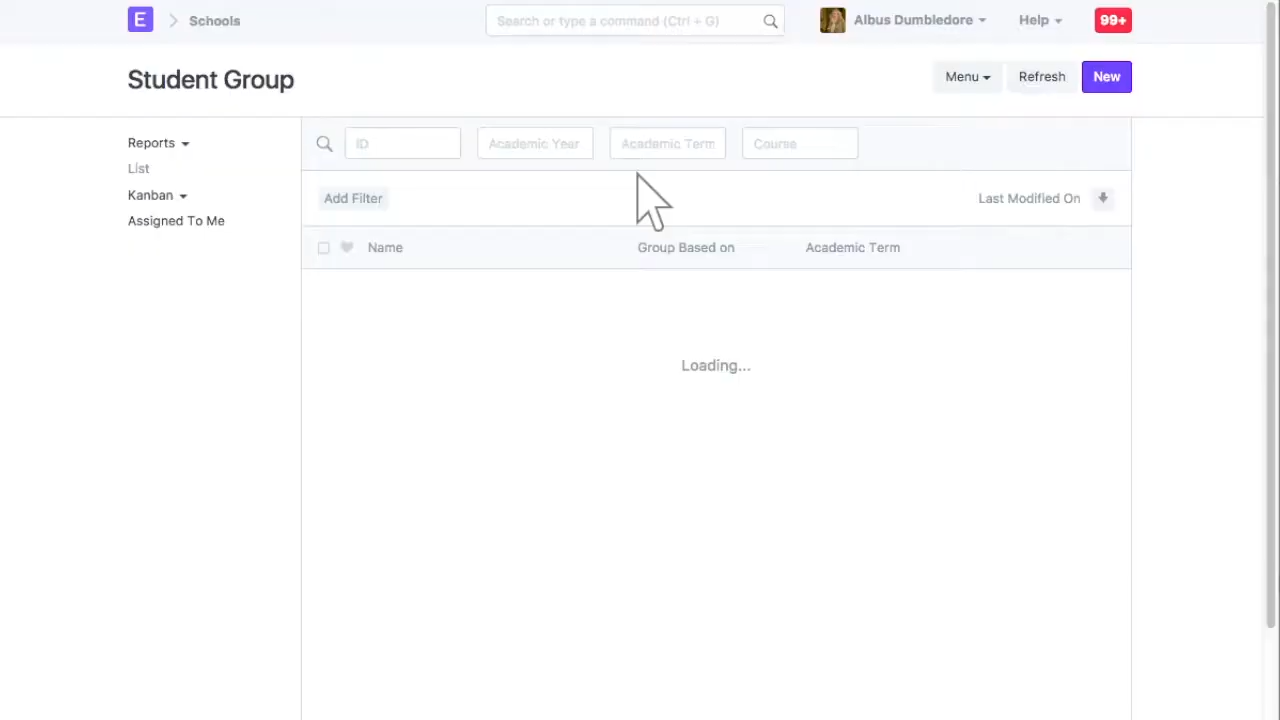 E Schools Search or type a command (Ctrl + G) Albus Dumbledore Help 99+
Student Group Menu Refresh New
Reports
List
Kanban
Assigned To Me
ID Academic Year Academic Term Course
Add Filter Last Modified On
Name Group Based on Academic Term
Loading...